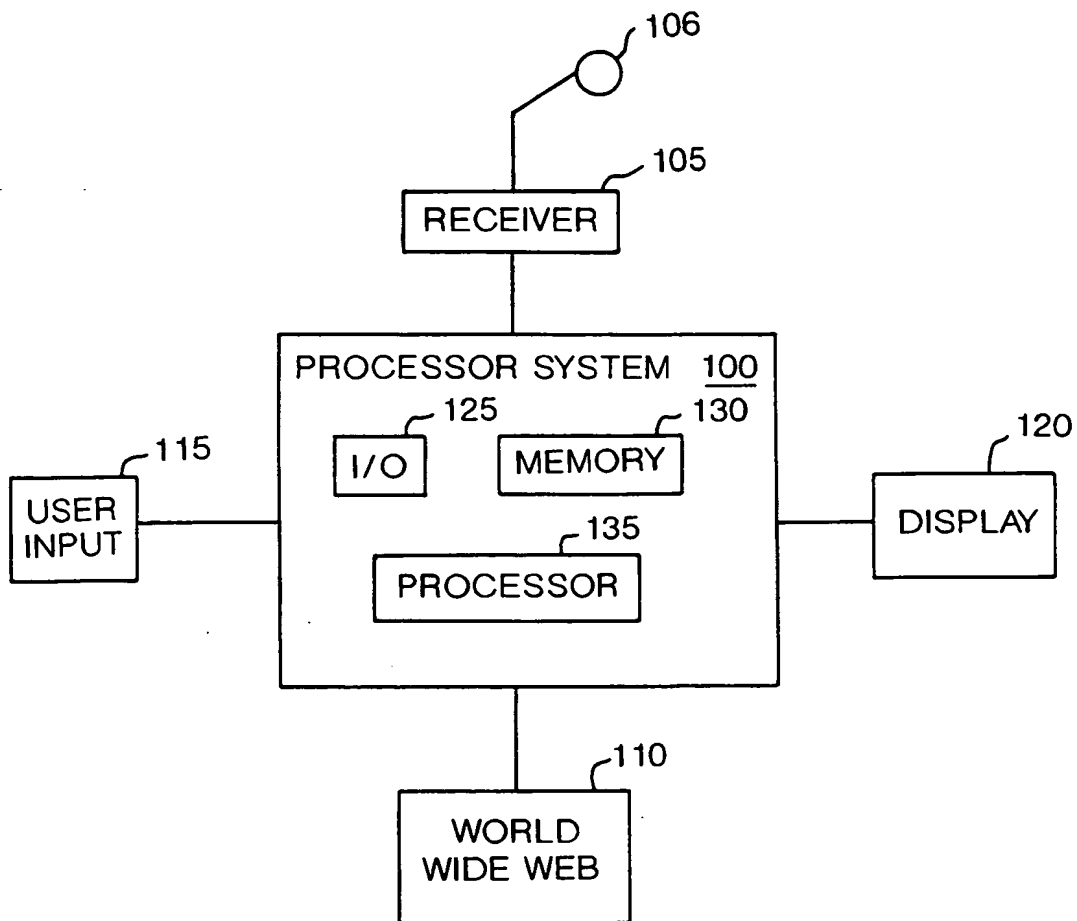 106
105
RECEIVER
PROCESSOR SYSTEM 100
125
130
I/O
MEMORY
115
120
USER
INPUT
DISPLAY
135
PROCESSOR
110
WORLD
WIDE WEB